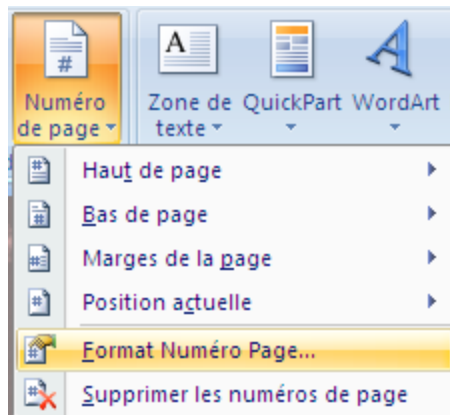 Numéro de page
Zone de texte
QuickPart
WordArt
Haut de page
Bas de page
Marges de la page
Position actuelle
Format Numéro Page...
Supprimer les numéros de page